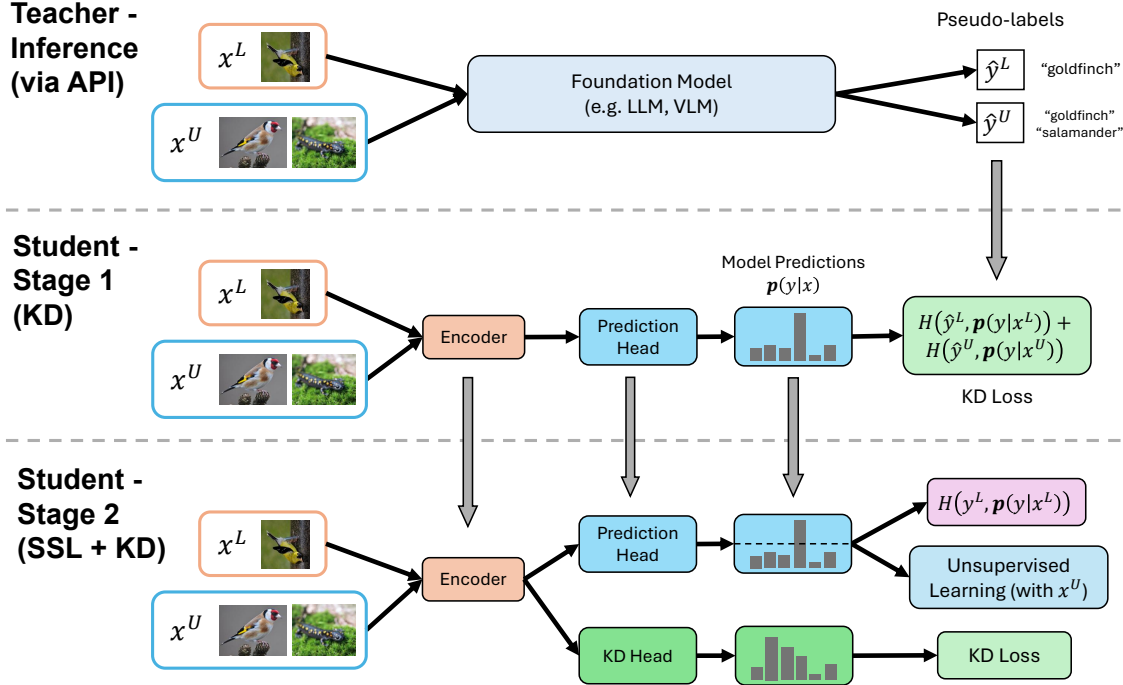 Teacher -
Inference
(via API)
x^L
x^U
Foundation Model
(e.g. LLM, VLM)
Pseudo-labels
ŷ^L
“goldfinch”
ŷ^U
“goldfinch”
“salamander”
Student -
Stage 1
(KD)
x^L
x^U
Encoder
Prediction
Head
Model Predictions
p(y|x)
H(ŷ^L, p(y|x^L)) +
H(ŷ^U, p(y|x^U))
KD Loss
Student -
Stage 2
(SSL + KD)
x^L
x^U
Encoder
Prediction
Head
H(y^L, p(y|x^L))
Unsupervised
Learning (with x^U)
KD Head
KD Loss